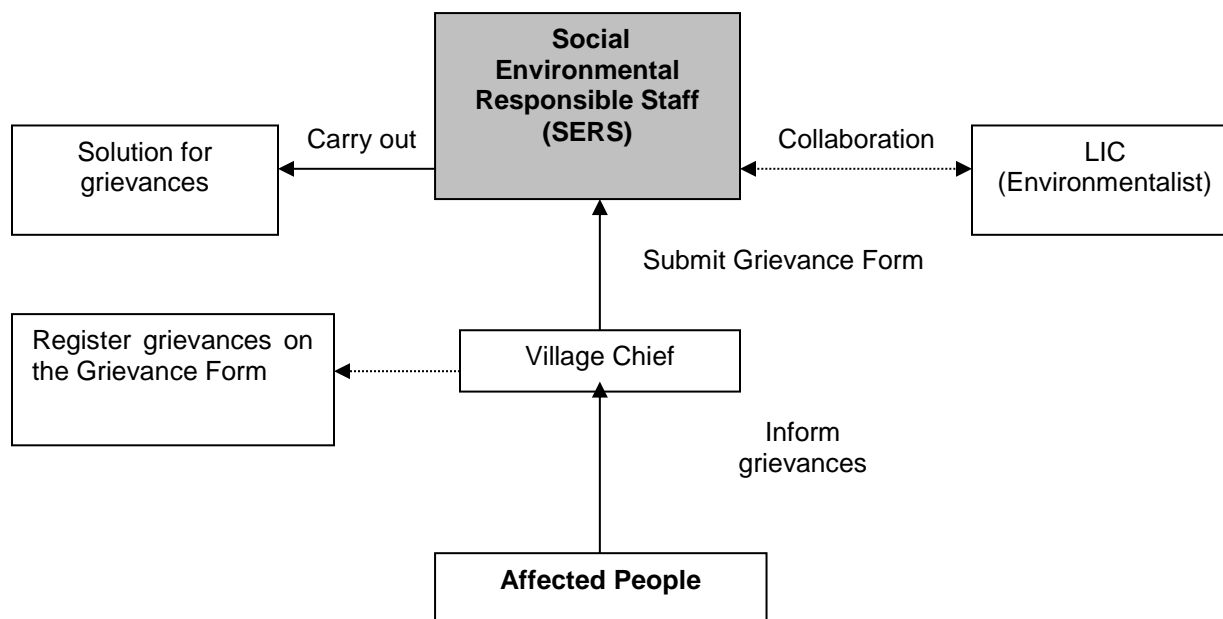 Social
Environmental
Responsible Staff
(SERS)
Carry out
Collaboration
Solution for
grievances
LIC
(Environmentalist)
Submit Grievance Form
Register grievances on
the Grievance Form
Village Chief
Inform
grievances
Affected People